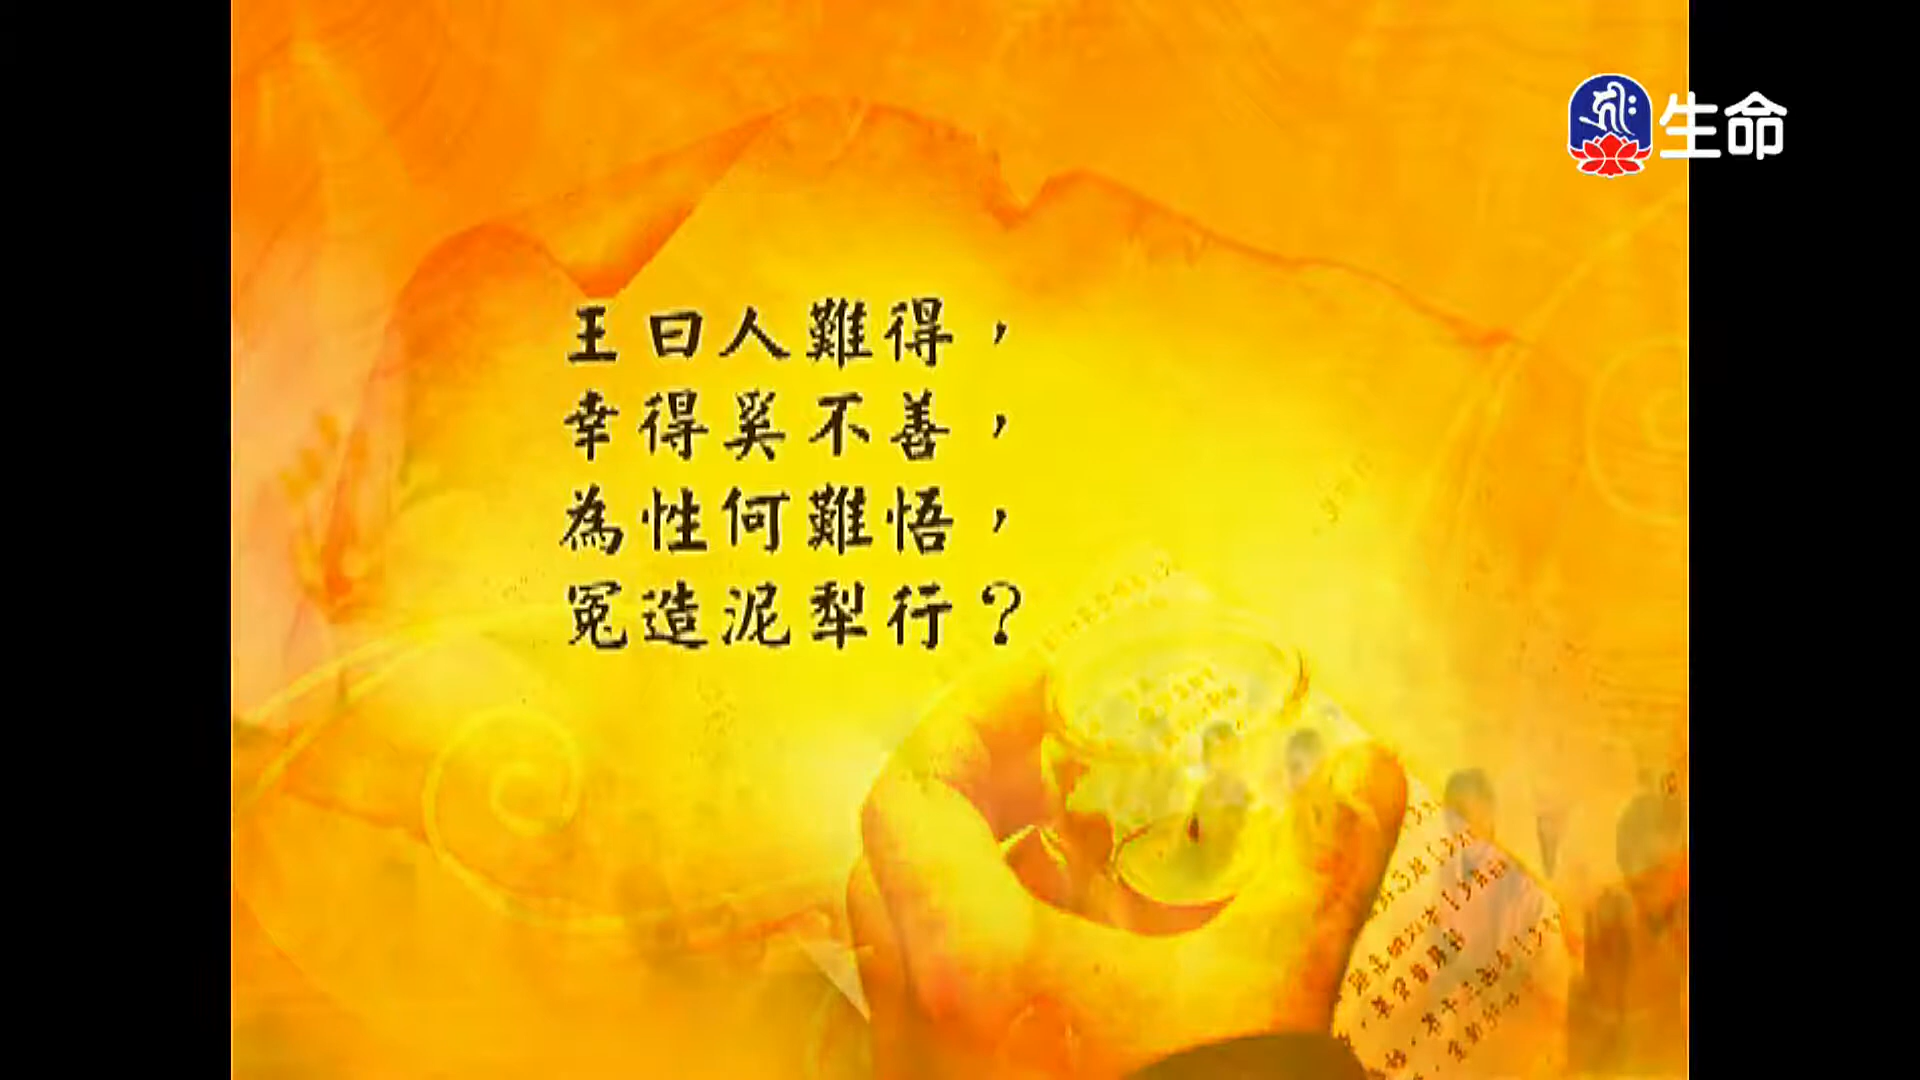 生命
王曰人難得，
幸得奚不善，
為性何難悟，
冤造泥犁行？